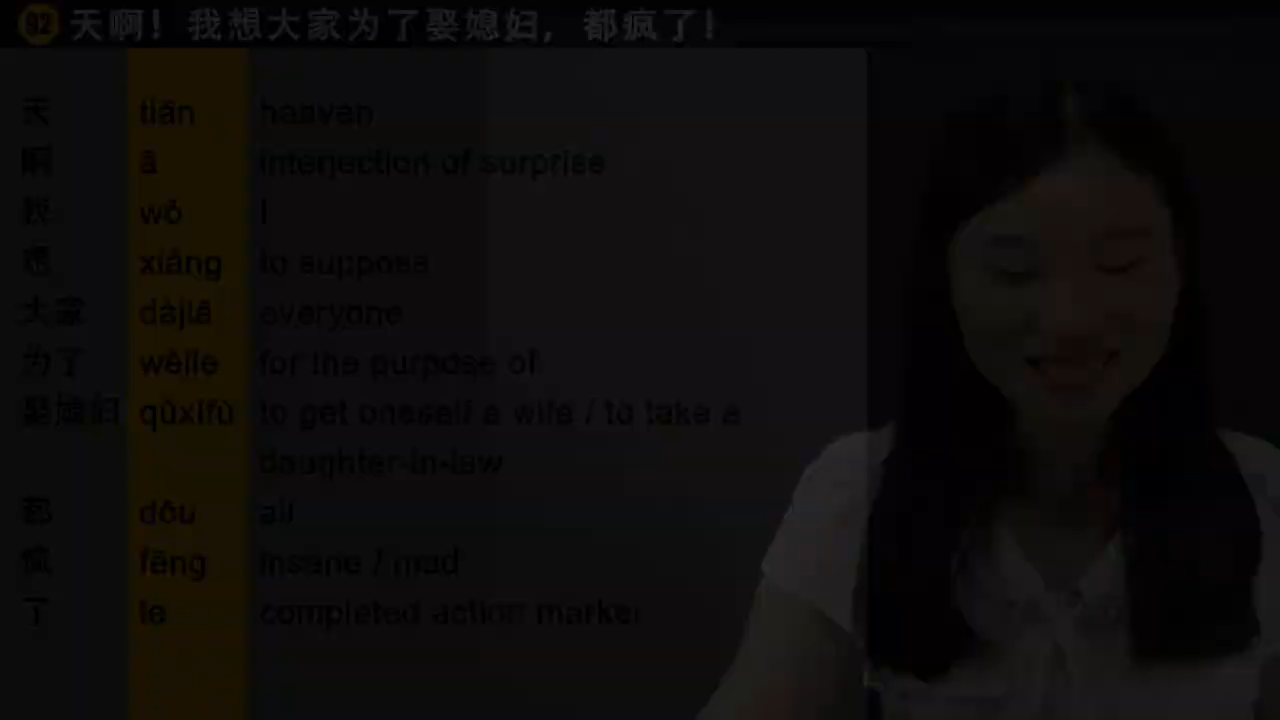 92 天啊！我想大家为了娶媳妇，都疯了！
天 tiān heaven
啊 ā interjection of surprise
我 wǒ I
想 xiǎng to suppose
大家 dàjiā everyone
为了 wèile for the purpose of
娶媳妇 qǔxífù to get oneself a wife / to take a
daughter-in-law
都 dōu all
疯 fēng insane / mad
了 le completed action marker